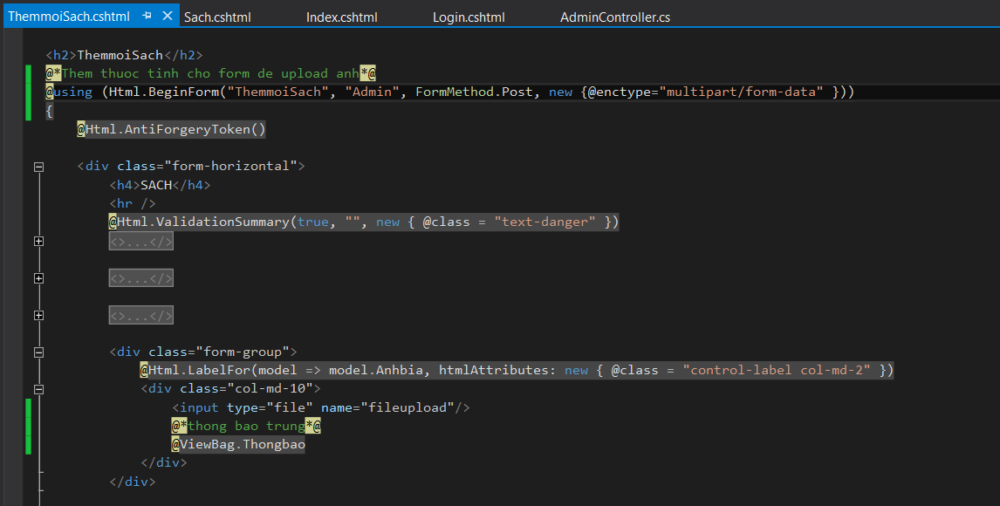 ThemmoiSach.cshtml Sach.cshtml Index.cshtml Login.cshtml AdminController.cs
<h2>ThemmoiSach</h2>
@*Them thuoc tinh cho form de upload anh*@
@using (Html.BeginForm("ThemmoiSach", "Admin", FormMethod.Post, new {@enctype="multipart/form-data" }))
{
@Html.AntiForgeryToken()
<div class="form-horizontal">
<h4>SACH</h4>
<hr />
@Html.ValidationSummary(true, "", new { @class = "text-danger" })
<>...</>
<>...</>
<>...</>
<div class="form-group">
@Html.LabelFor(model => model.Anhbia, htmlAttributes: new { @class = "control-label col-md-2" })
<div class="col-md-10">
<input type="file" name="fileupload"/>
@*thong bao trung*@
@ViewBag.Thongbao
</div>
</div>